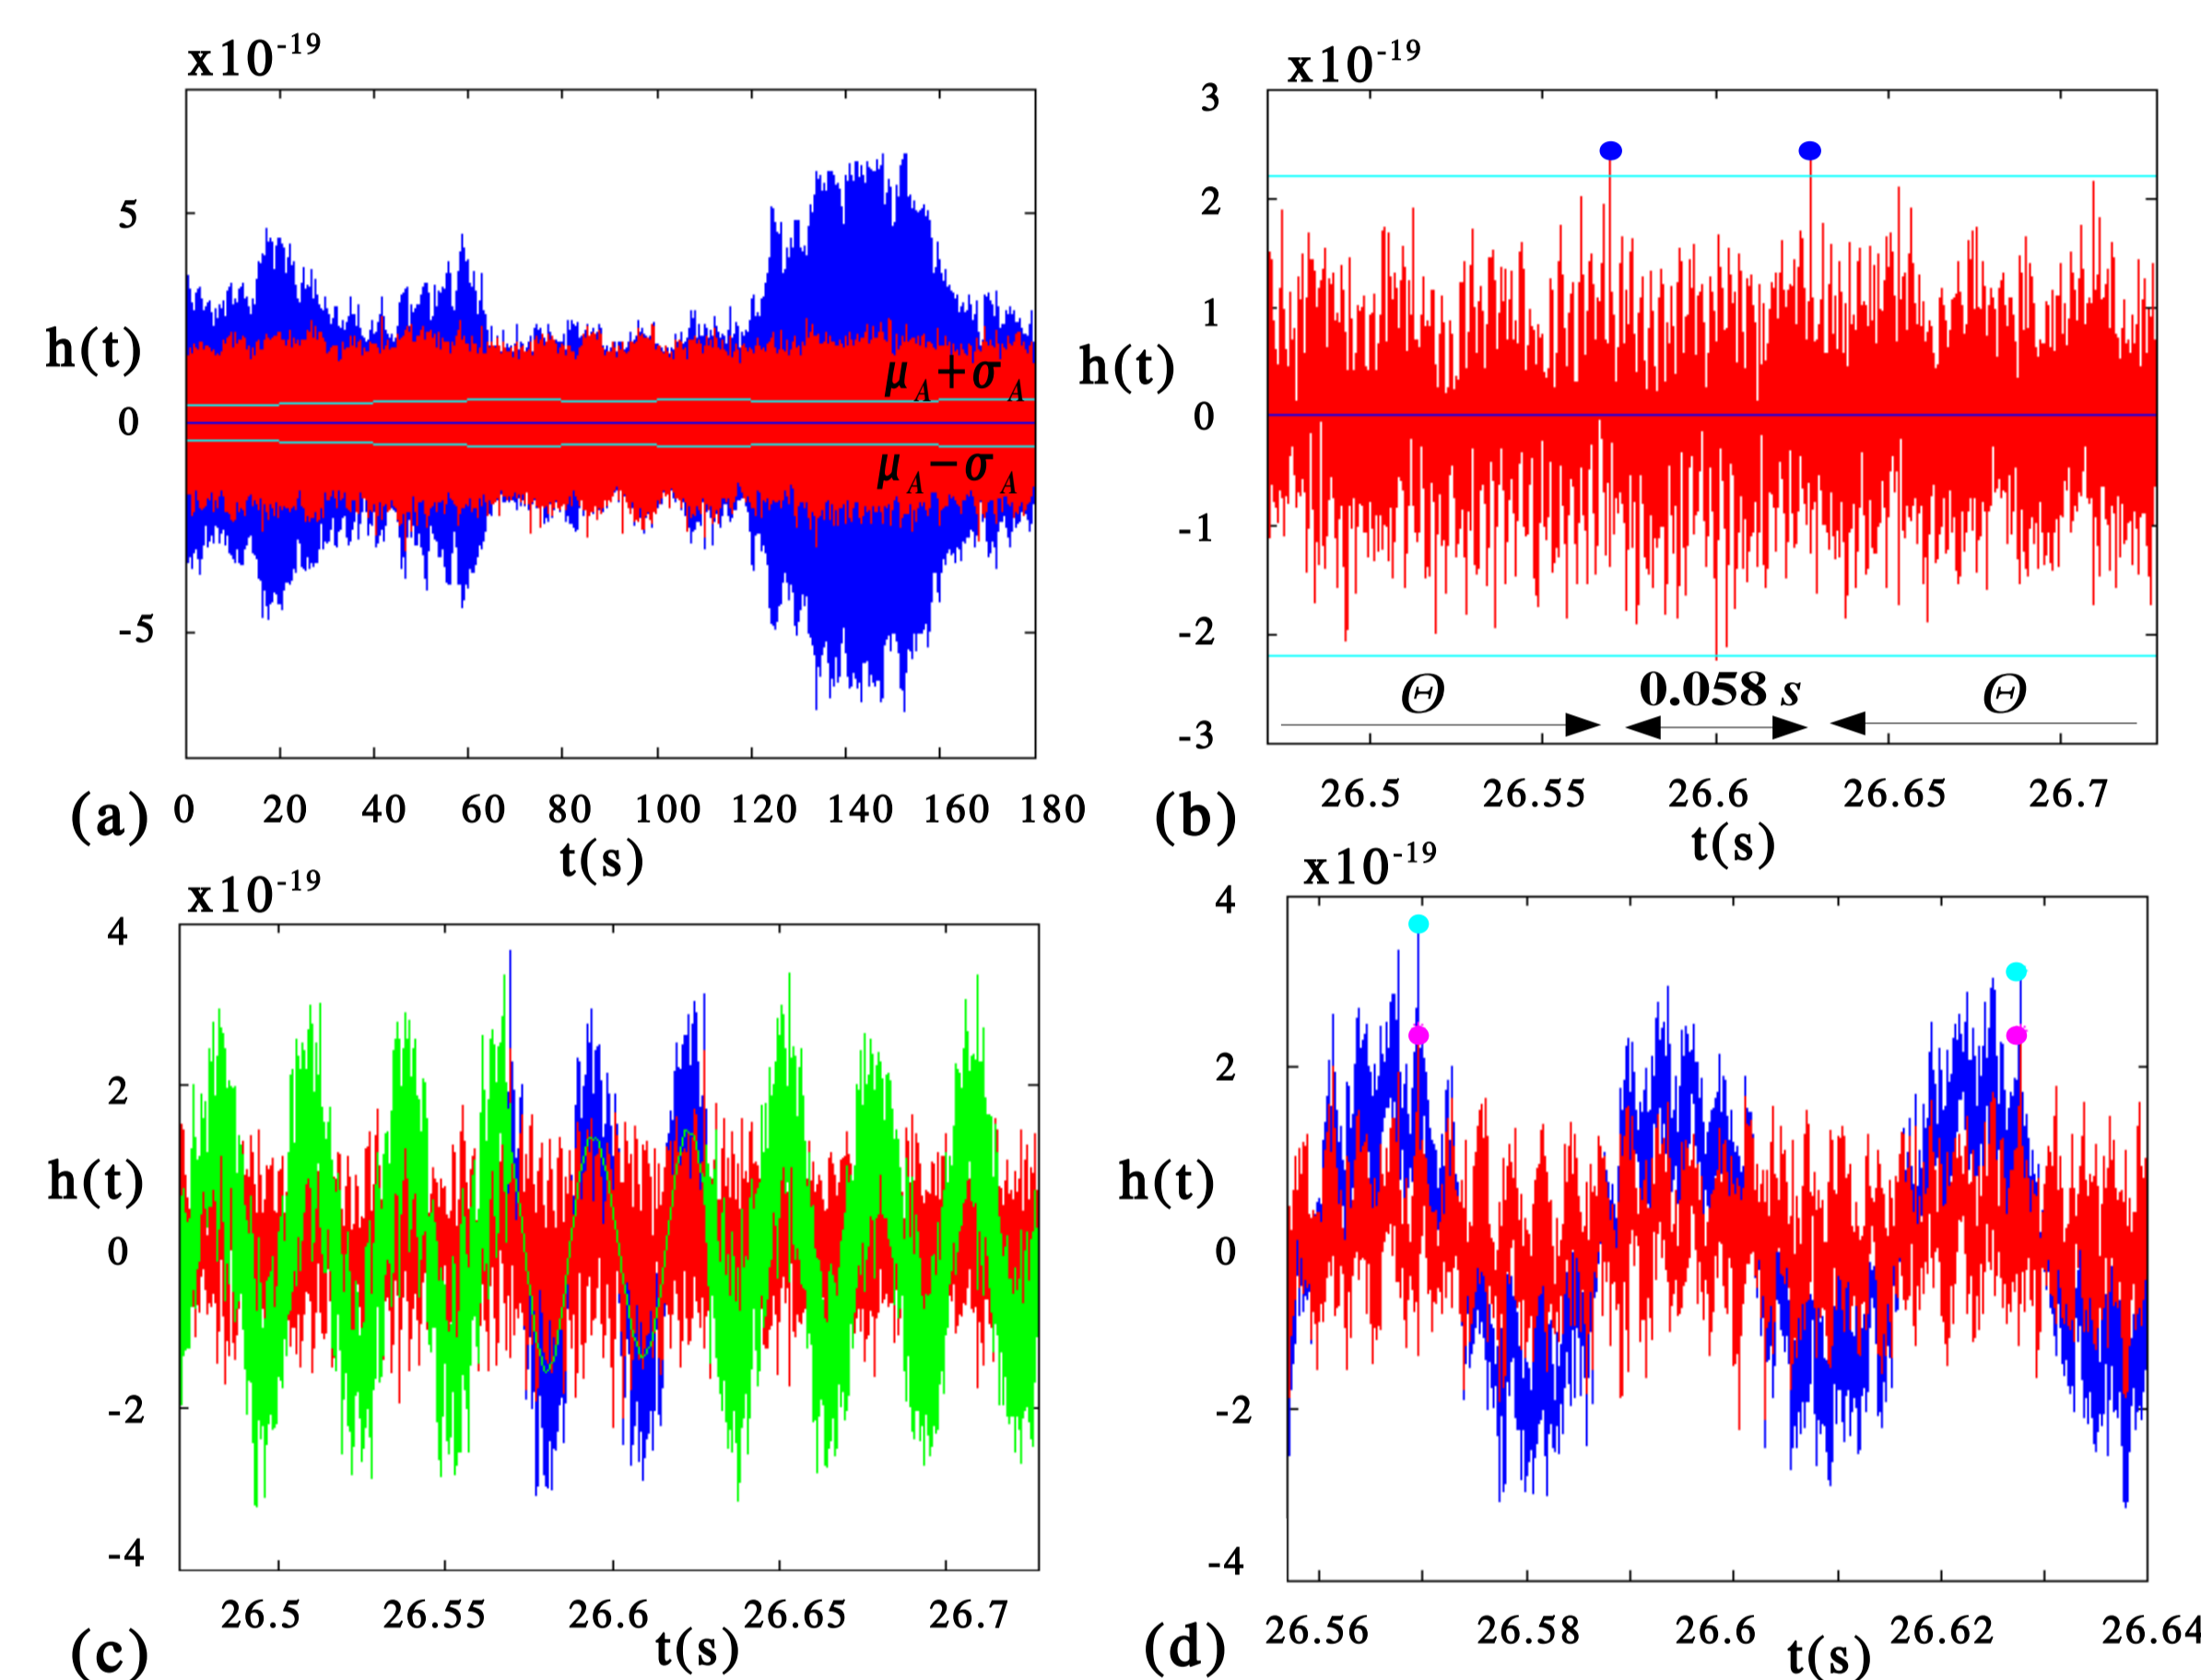 x10-19
5
h(t)
0
-5
μA+σA
μA−σA
(a)
0 20 40 60 80 100 120 140 160 180
t(s)
x10-19
3
2
1
h(t)
0
-1
-2
-3
Θ 0.058 s Θ
(b)
26.5 26.55 26.6 26.65 26.7
t(s)
x10-19
4
2
h(t)
0
-2
-4
26.5 26.55 26.6 26.65 26.7
(c)
t(s)
x10-19
4
2
h(t)
0
-2
-4
26.56 26.58 26.6 26.62 26.64
(d)
t(s)